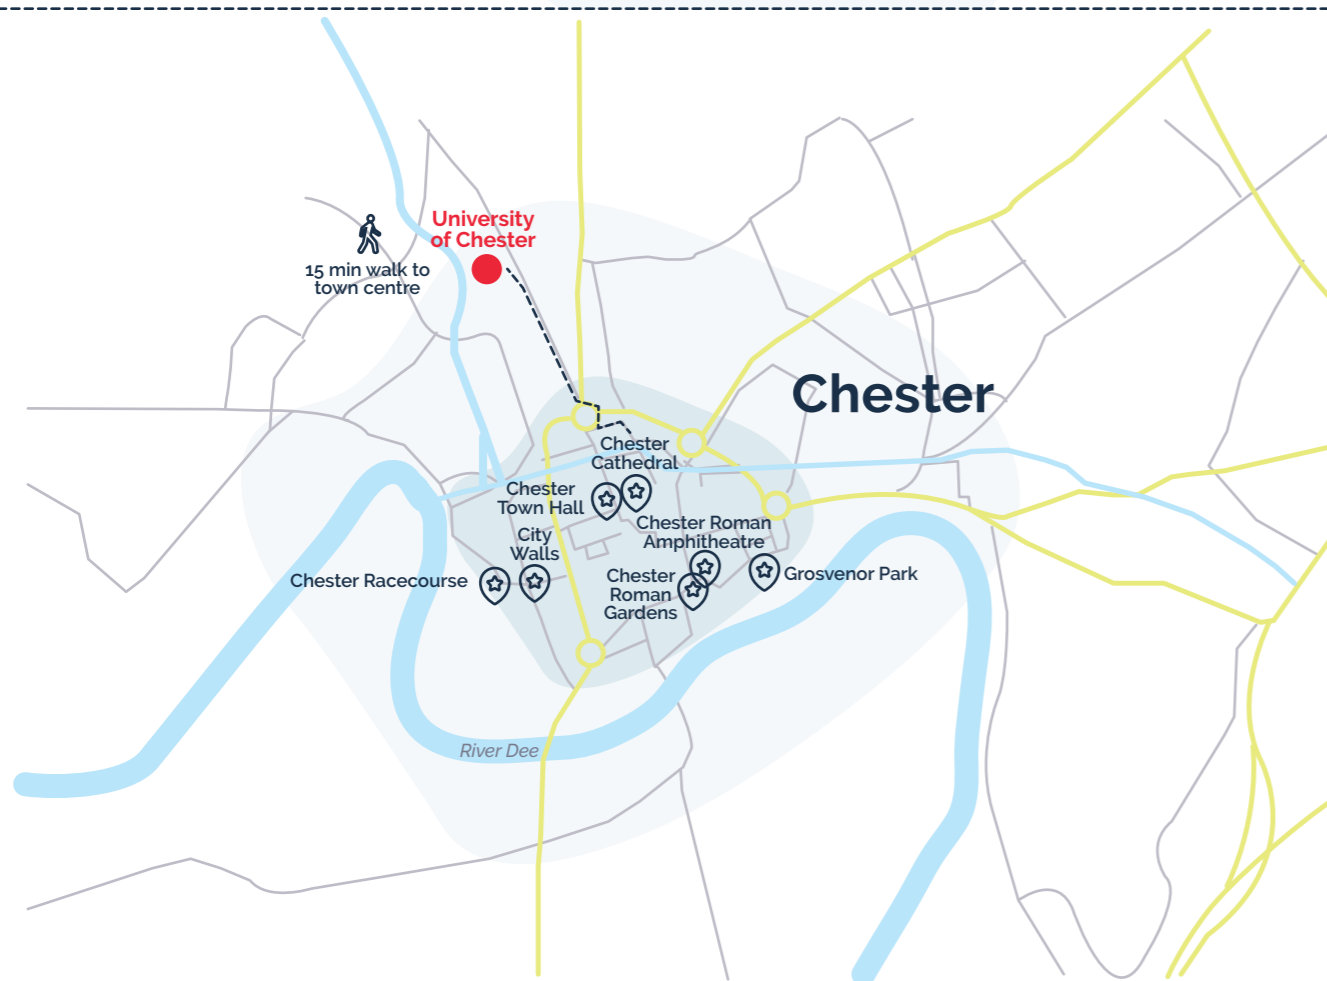 University
of Chester
15 min walk to
town centre
Chester
Chester
Cathedral
Chester
Town Hall
Chester Roman
Amphitheatre
City
Walls
Chester Racecourse
Chester
Roman
Gardens
Grosvenor Park
River Dee